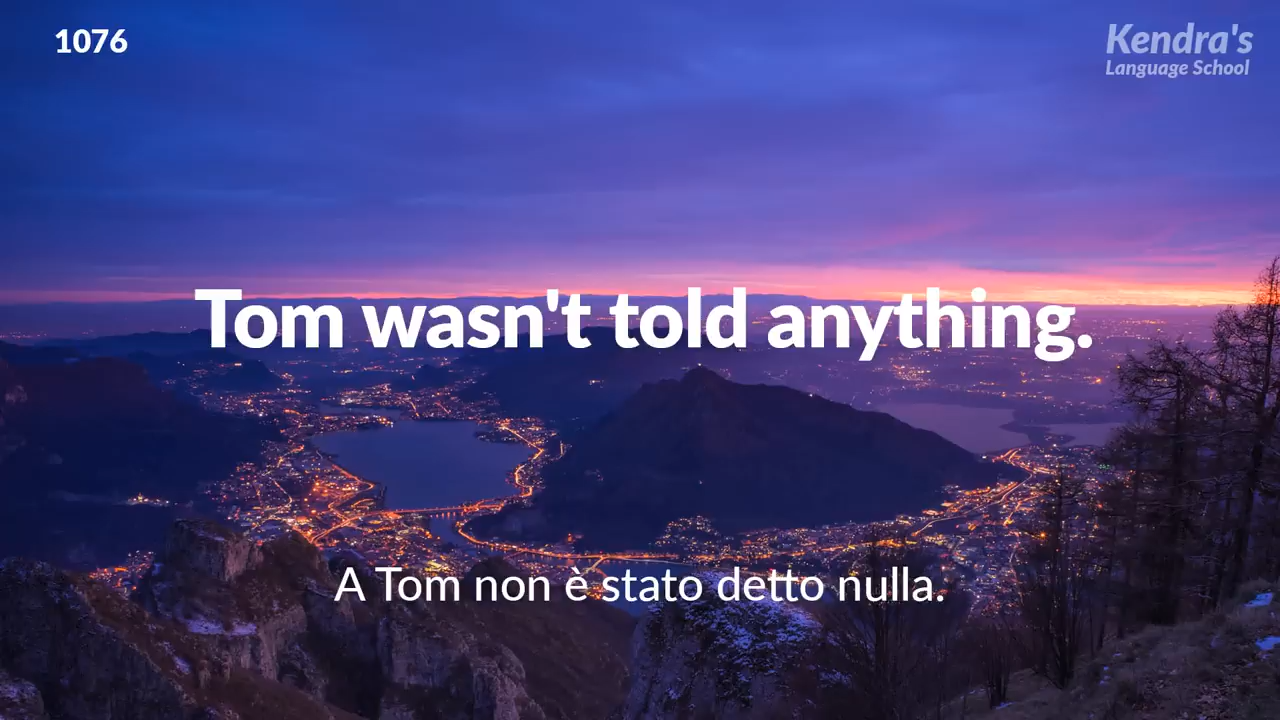 1076
Kendra's
Language School
Tom wasn't told anything.
A Tom non è stato detto nulla.